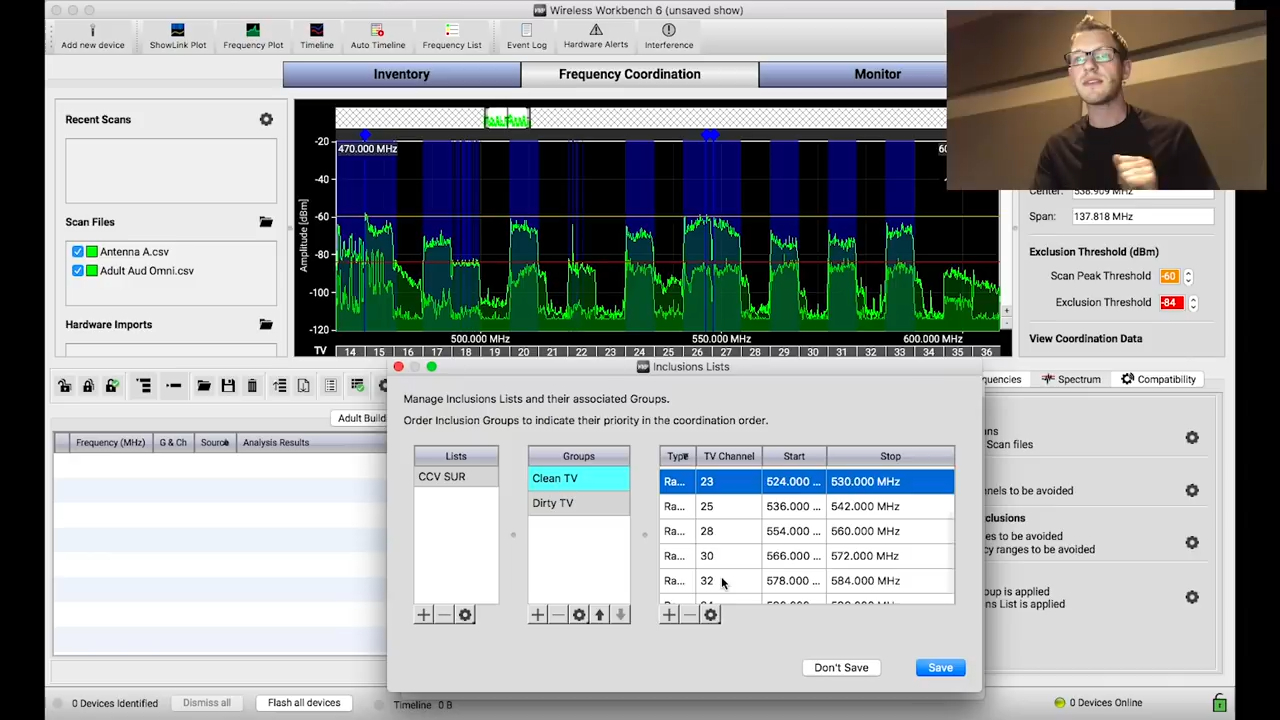 Wireless Workbench 6 (unsaved show)
Add new device
ShowLink Plot
Frequency Plot
Timeline
Auto Timeline
Frequency List
Event Log
Hardware Alerts
Interference
Inventory
Frequency Coordination
Monitor
Recent Scans
Scan Files
Antenna A.csv
Adult Aud Omni.csv
Hardware Imports
Amplitude [dBm]
-20
-40
-60
-80
-100
-120
470.000 MHz
500.000 MHz
550.000 MHz
600.000 MHz
TV 14 15 16 17 18 19 20 21 22 23 24 25 26 27 28 29 30 31 32 33 34 35 36
Center: 538.909 MHz
Span: 137.818 MHz
Exclusion Threshold (dBm)
Scan Peak Threshold -60
Exclusion Threshold -84
View Coordination Data
Spectrum
Compatibility
Scan files
to be avoided
to be avoided
ranges to be avoided
group is applied
List is applied
Adult
Frequency (MHz)
G & Ch
Source
Analysis Results
WWB
Inclusions Lists
Manage Inclusions Lists and their associated Groups.
Order Inclusion Groups to indicate their priority in the coordination order.
Lists
CCV SUR
Groups
Clean TV
Dirty TV
Type TV Channel Start Stop
Ra... 23 524.000 ... 530.000 MHz
Ra... 25 536.000 ... 542.000 MHz
Ra... 28 554.000 ... 560.000 MHz
Ra... 30 566.000 ... 572.000 MHz
Ra... 32 578.000 ... 584.000 MHz
Don't Save
Save
0 Devices Identified
Dismiss all
Flash all devices
Timeline 0 B
0 Devices Online